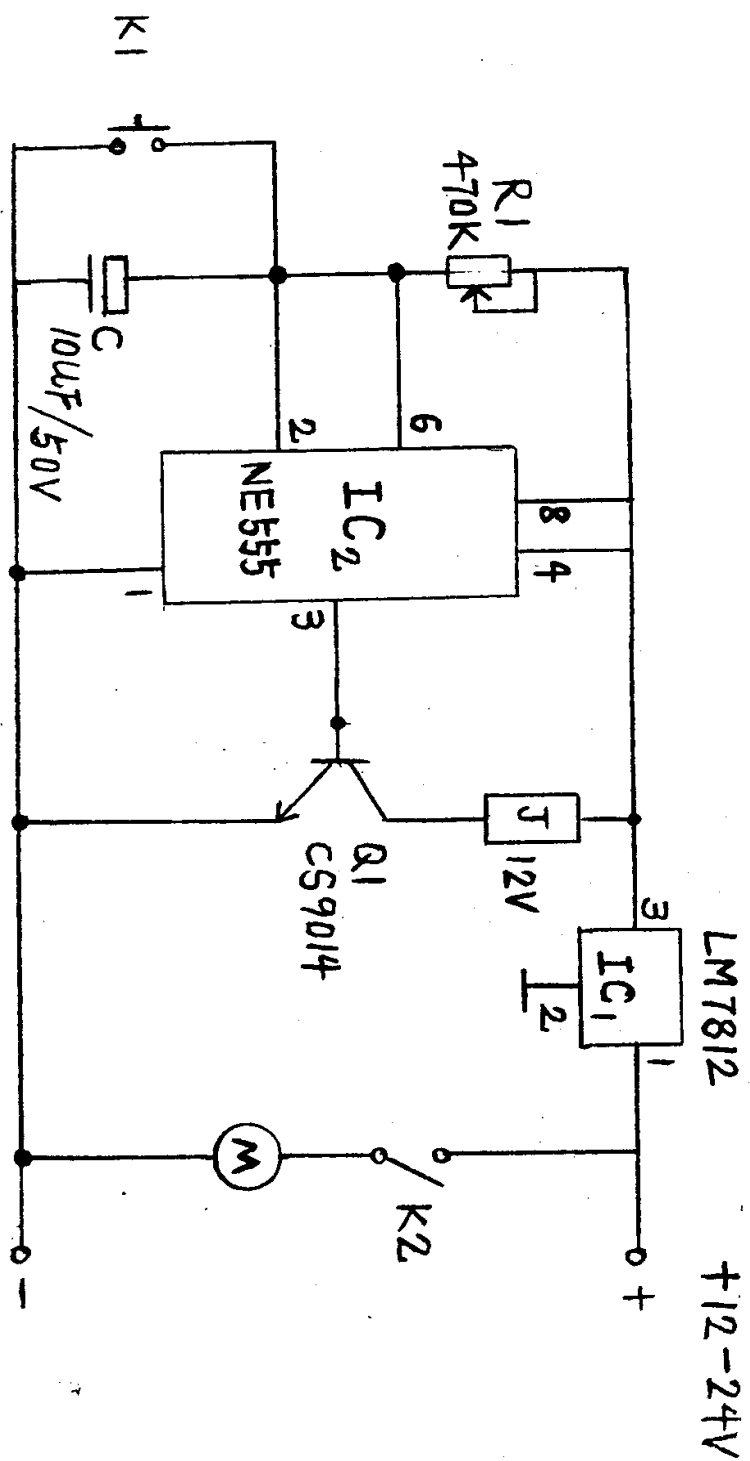 K1
R1
470K
C
10uF/50V
2
6
8
4
IC2
NE555
1
3
Q1
CS9014
J
12V
3
IC1
2
1
LM7812
M
K2
+12-24V
+
-